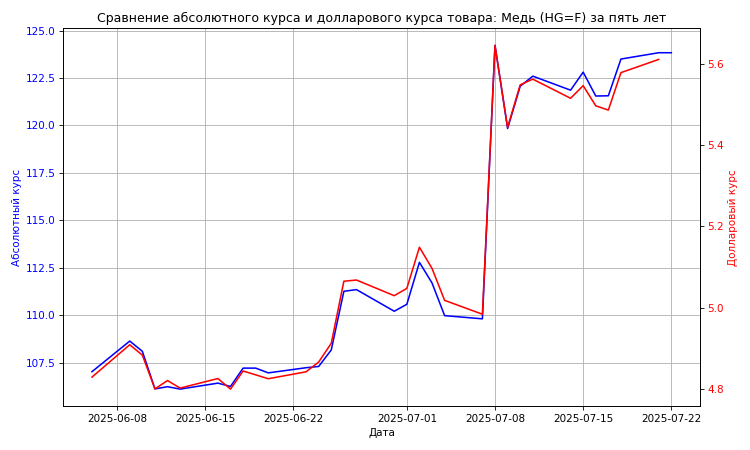 Сравнение абсолютного курса и долларового курса товара: Медь (HG=F) за пять лет
125.0
122.5
120.0
117.5
115.0
112.5
110.0
107.5
Абсолютный курс
5.6
5.4
5.2
5.0
4.8
Долларовый курс
2025-06-08 2025-06-15 2025-06-22 2025-07-01 2025-07-08 2025-07-15 2025-07-22
Дата